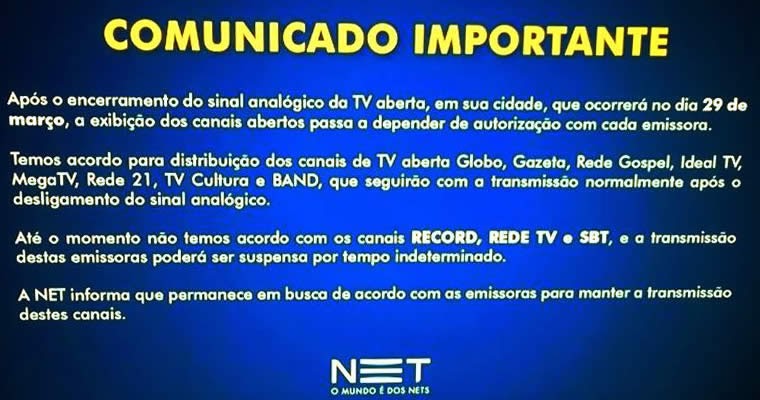 COMUNICADO IMPORTANTE
Após o encerramento do sinal analógico da TV aberta, em sua cidade, que ocorrerá no dia 29 de
março, a exibição dos canais abertos passa a depender de autorização com cada emissora.
Temos acordo para distribuição dos canais de TV aberta Globo, Gazeta, Rede Gospel, Ideal TV,
MegaTV, Rede 21, TV Cultura e BAND, que seguirão com a transmissão normalmente após o
desligamento do sinal analógico.
Até o momento não temos acordo com os canais RECORD, REDE TV e SBT, e a transmissão
destas emissoras poderá ser suspensa por tempo indeterminado.
A NET informa que permanece em busca de acordo com as emissoras para manter a transmissão
destes canais.
NET
O MUNDO É DOS NETS